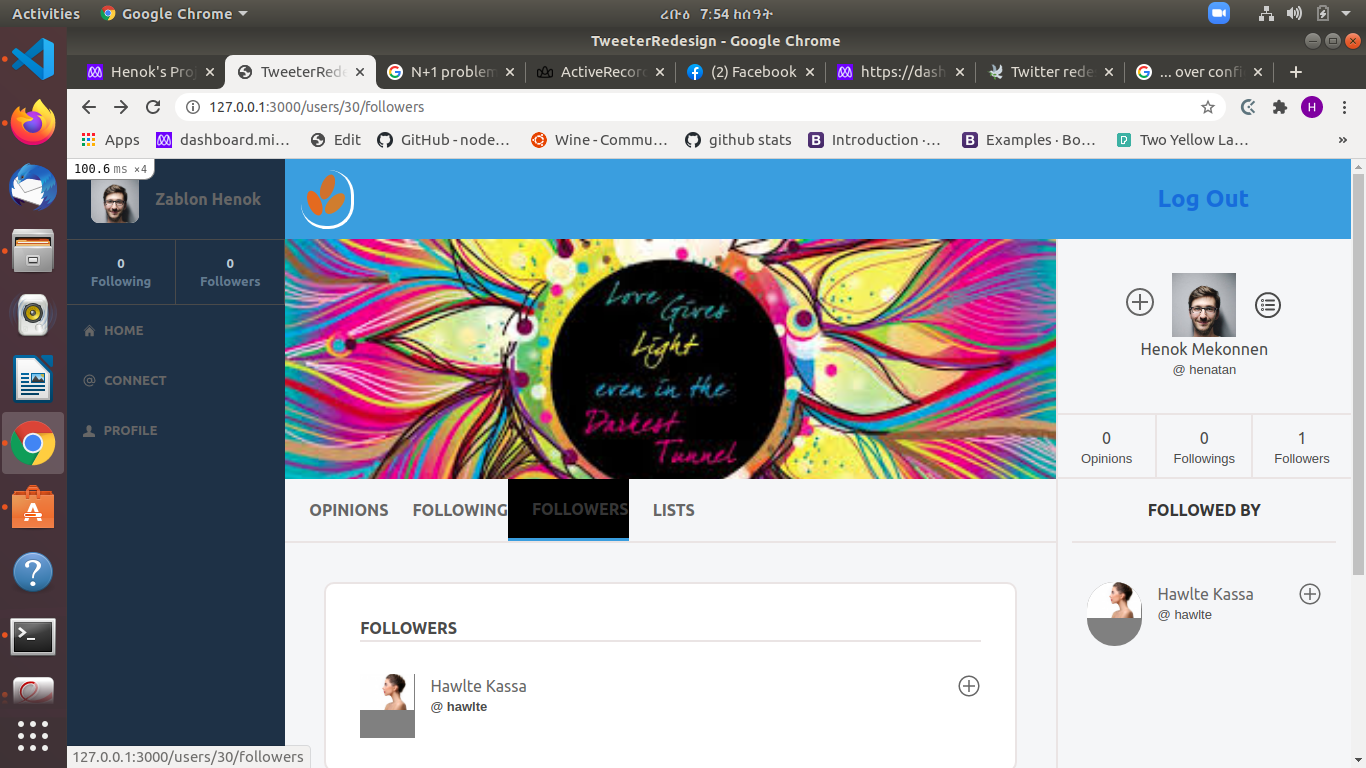 Activities Google Chrome ረቡዕ 7:54 ከሰዓት
TweeterRedesign - Google Chrome
Henok's Pro TweeterRede N+1 problem ActiveRecor (2) Facebook https://dash Twitter rede ... over confi
127.0.0.1:3000/users/30/followers H
Apps dashboard.mi... Edit GitHub - node... Wine - Commu... github stats Introduction ·... Examples · Bo... Two Yellow La... »
100.6 ms ×4
Zablon Henok
Log Out
0 0
Following Followers
HOME
CONNECT
PROFILE
Love Gives
Light
even in the
Darkest
Tunnel
Henok Mekonnen
@ henatan
0 0 1
Opinions Followings Followers
OPINIONS FOLLOWING FOLLOWERS LISTS
FOLLOWED BY
Hawlte Kassa
@ hawlte
FOLLOWERS
Hawlte Kassa
@ hawlte
127.0.0.1:3000/users/30/followers